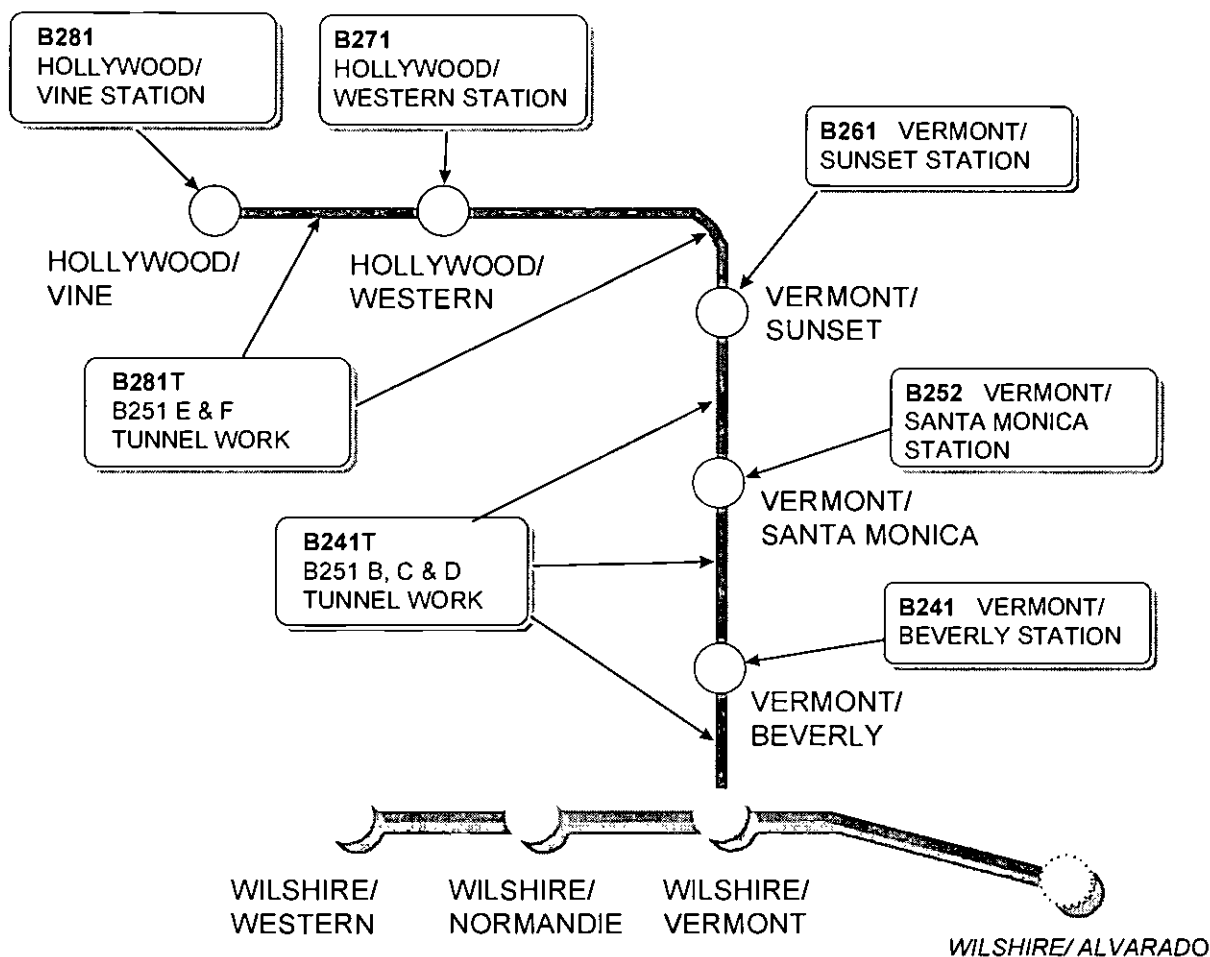 B281
HOLLYWOOD/
VINE STATION
B271
HOLLYWOOD/
WESTERN STATION
B261 VERMONT/
SUNSET STATION
HOLLYWOOD/
VINE
HOLLYWOOD/
WESTERN
VERMONT/
SUNSET
B281T
B251 E & F
TUNNEL WORK
B252 VERMONT/
SANTA MONICA
STATION
VERMONT/
SANTA MONICA
B241T
B251 B, C & D
TUNNEL WORK
B241 VERMONT/
BEVERLY STATION
VERMONT/
BEVERLY
WILSHIRE/
WESTERN
WILSHIRE/
NORMANDIE
WILSHIRE/
VERMONT
WILSHIRE/ ALVARADO